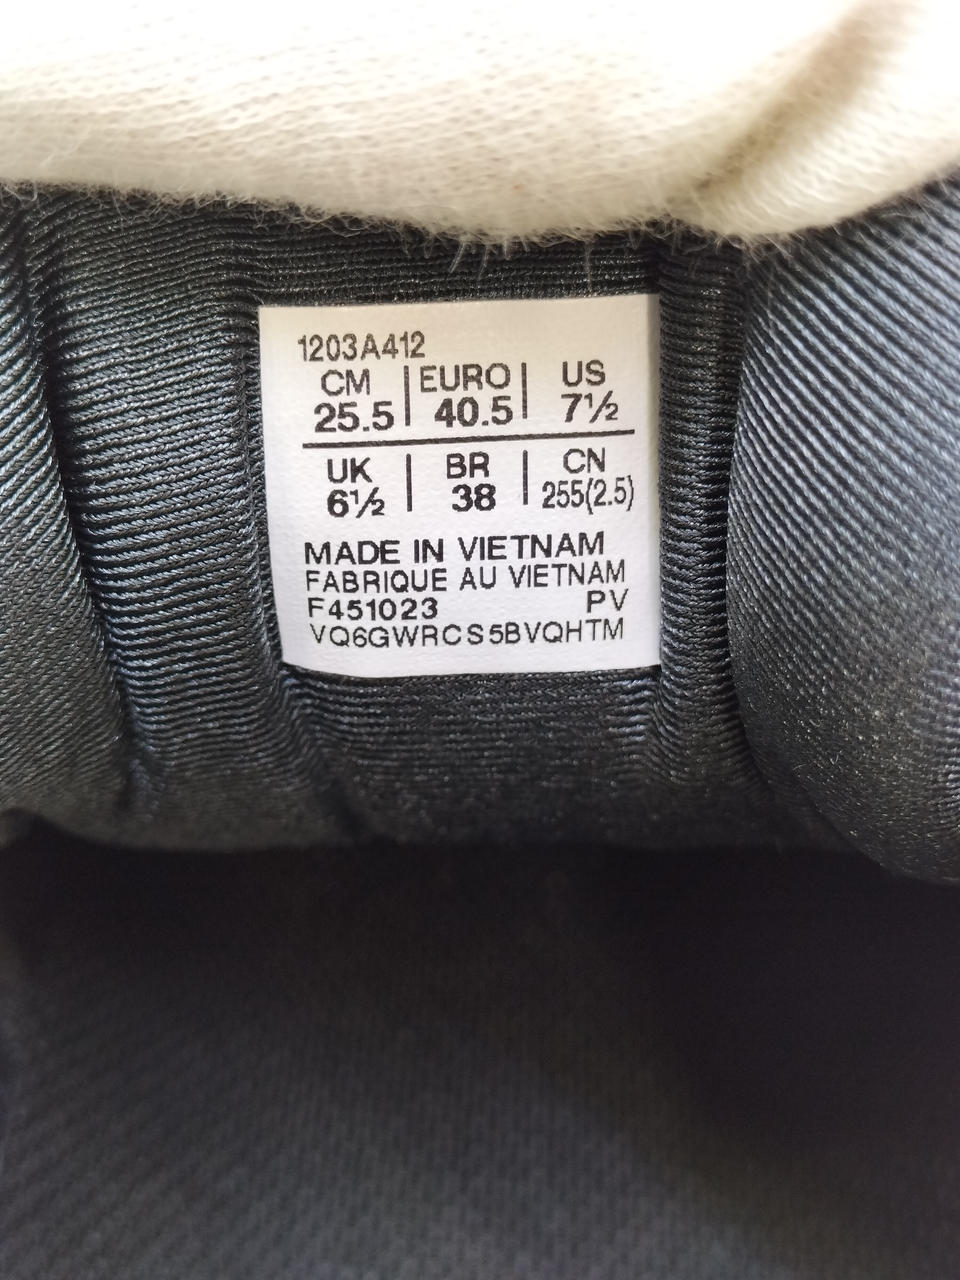 1203A412
CM | EURO | US
25.5 | 40.5 | 7½
UK | BR | CN
6½ | 38 | 255(2.5)
MADE IN VIETNAM
FABRIQUE AU VIETNAM
F451023 PV
VQ6GWRCS5BVQHTM